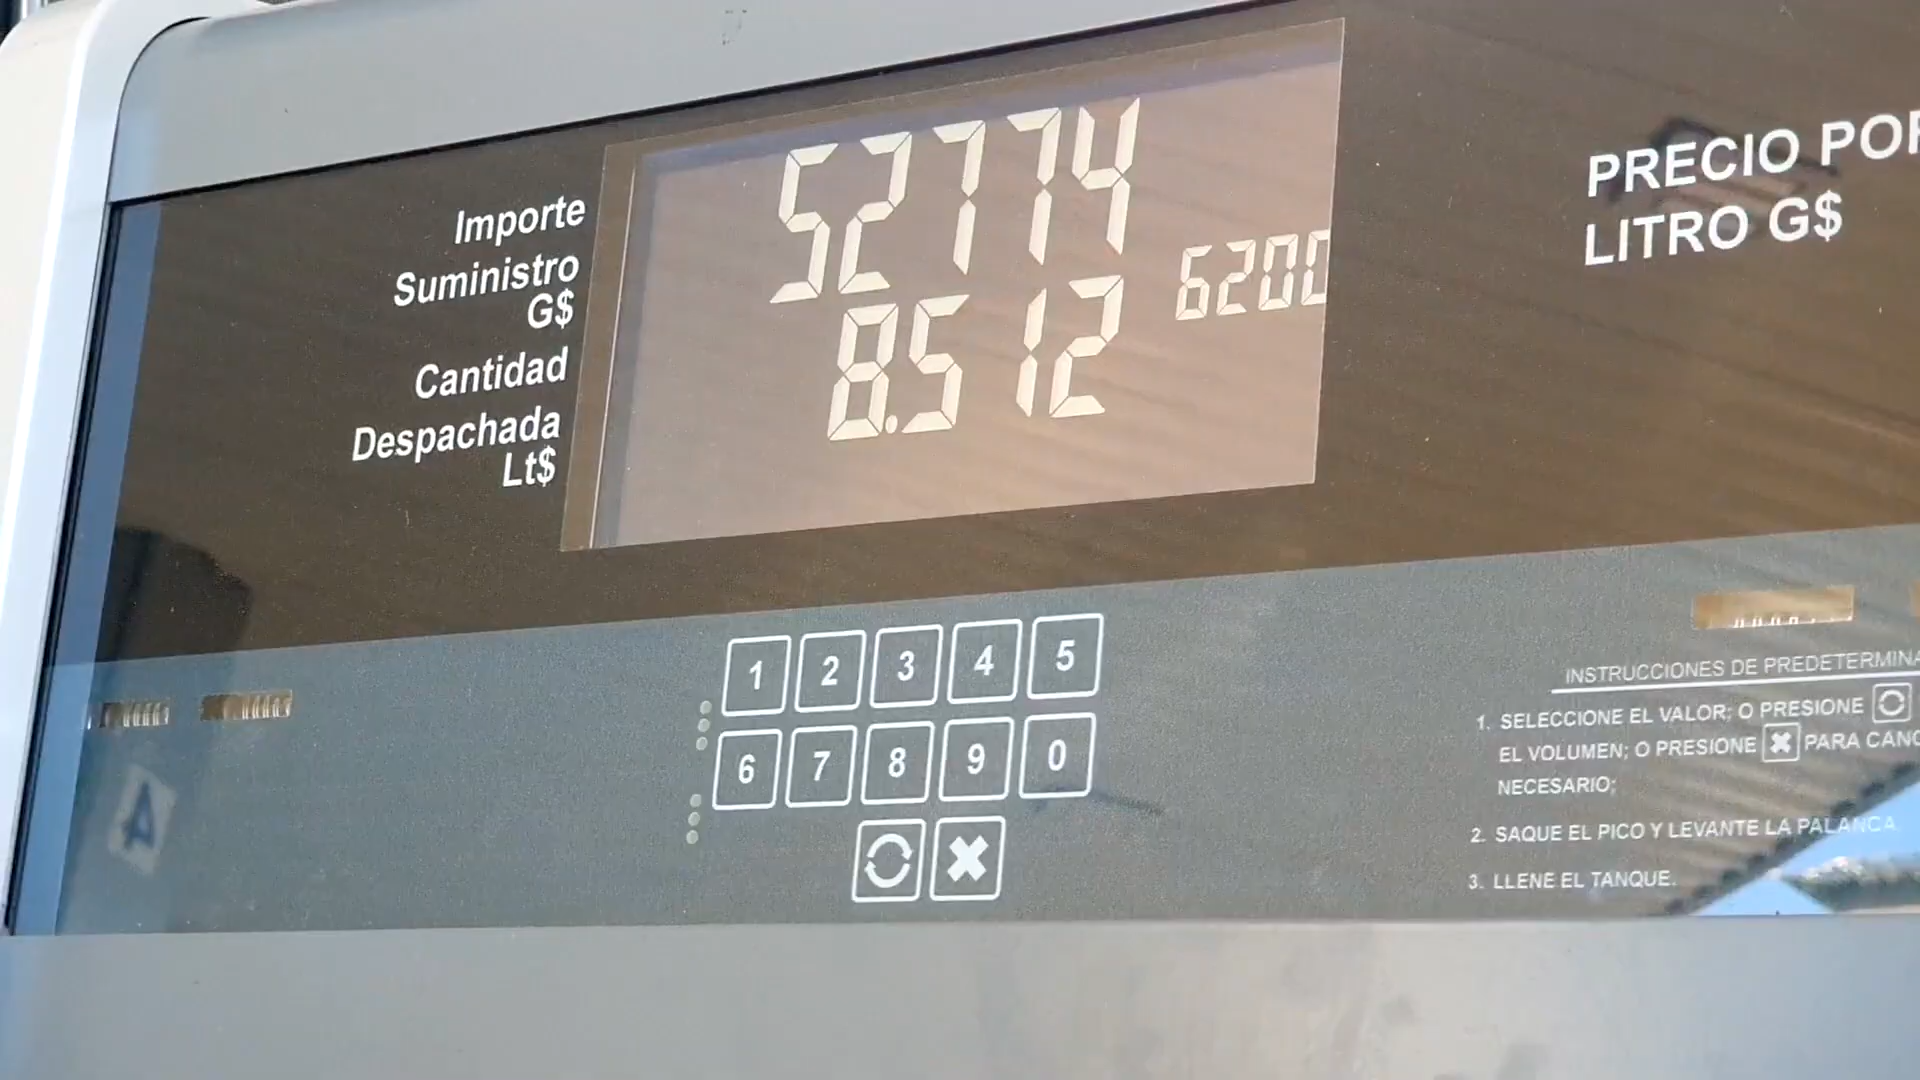 Importe
Suministro
G$
Cantidad
Despachada
Lt$
52774
8.512
6200
PRECIO POR
LITRO G$
1 2 3 4 5
6 7 8 9 0
INSTRUCCIONES DE
1. SELECCIONE EL VALOR; O PRESIONE
EL VOLUMEN; O PRESIONE PARA
NECESARIO;
2. SAQUE EL PICO Y LEVANTE LA PALANCA
3. LLENE EL TANQUE.
4